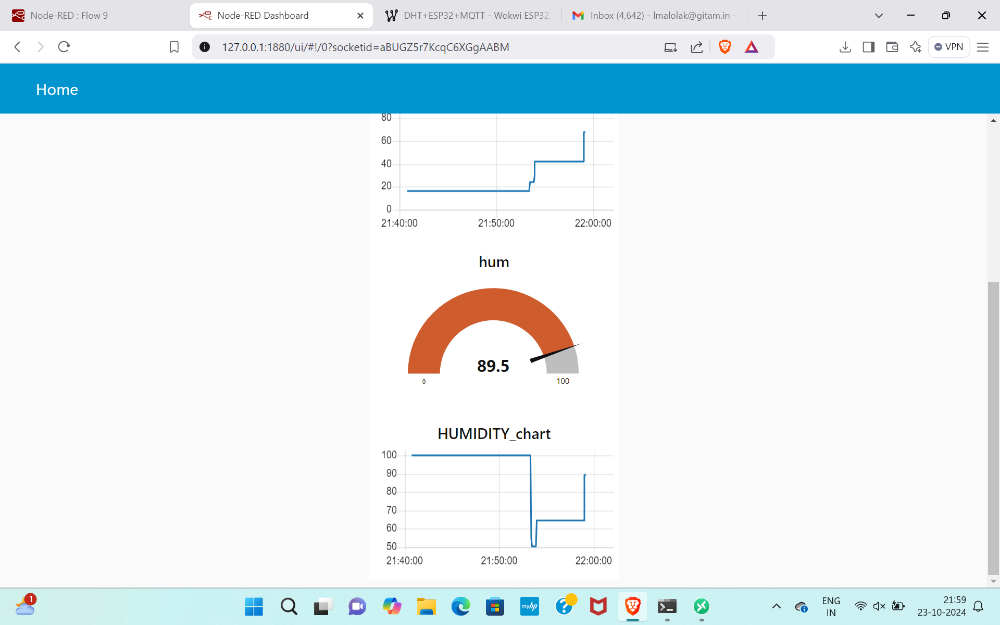 Node-RED : Flow 9
Node-RED Dashboard
DHT+ESP32+MQTT - Wokwi ESP32,
Inbox (4,642) - lmalolak@gitam.in -
127.0.0.1:1880/ui/#!/0?socketid=aBUGZ5r7KcqC6XGgAABM
VPN
Home
80
60
40
20
0
21:40:00 21:50:00 22:00:00
hum
89.5
0 100
HUMIDITY_chart
100
90
80
70
60
50
21:40:00 21:50:00 22:00:00
1
myhp
ENG
IN
21:59
23-10-2024